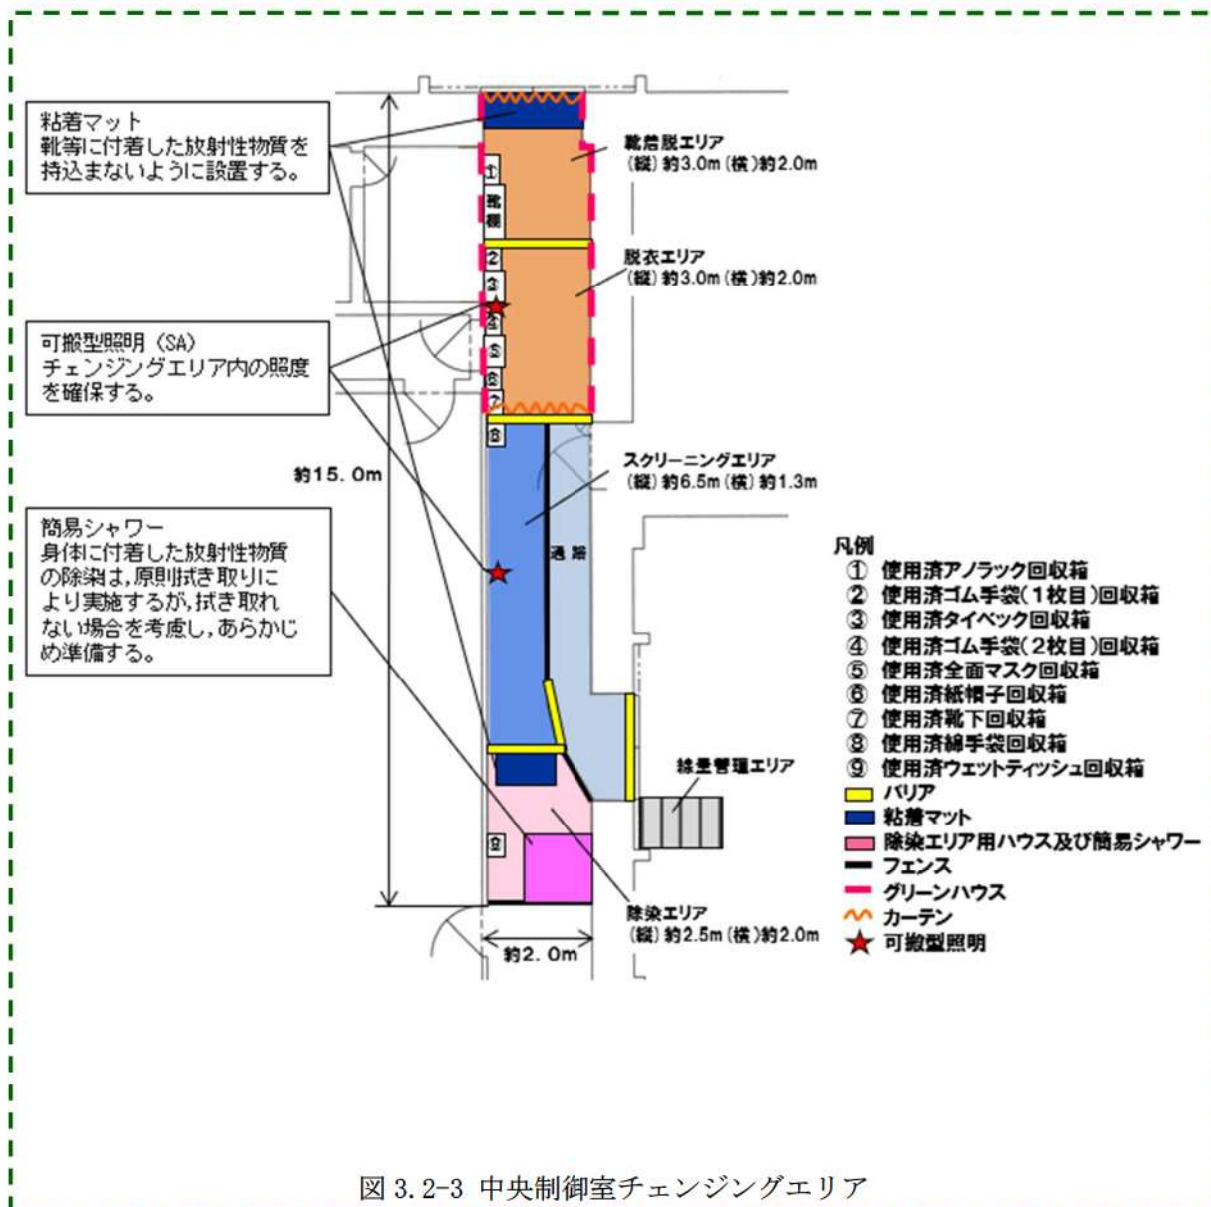 粘着マット
靴等に付着した放射性物質を
持込まないように設置する。
可搬型照明（SA）
チェンジングエリア内の照度
を確保する。
簡易シャワー
身体に付着した放射性物質
の除染は,原則拭き取りに
より実施するが,拭き取れ
ない場合を考慮し,あらかじ
め準備する。
約15.0m
①
靴棚
②
③
④
⑤
⑥
⑦
⑧
通路
⑨
約2.0m
靴着脱エリア
(縦)約3.0m(横)約2.0m
脱衣エリア
(縦)約3.0m(横)約2.0m
スクリーニングエリア
(縦)約6.5m(横)約1.3m
線量管理エリア
除染エリア
(縦)約2.5m(横)約2.0m
凡例
① 使用済アノラック回収箱
② 使用済ゴム手袋(1枚目)回収箱
③ 使用済タイベック回収箱
④ 使用済ゴム手袋(2枚目)回収箱
⑤ 使用済全面マスク回収箱
⑥ 使用済紙帽子回収箱
⑦ 使用済靴下回収箱
⑧ 使用済綿手袋回収箱
⑨ 使用済ウェットティッシュ回収箱
バリア
粘着マット
除染エリア用ハウス及び簡易シャワー
フェンス
グリーンハウス
カーテン
可搬型照明
図 3.2-3 中央制御室チェンジングエリア